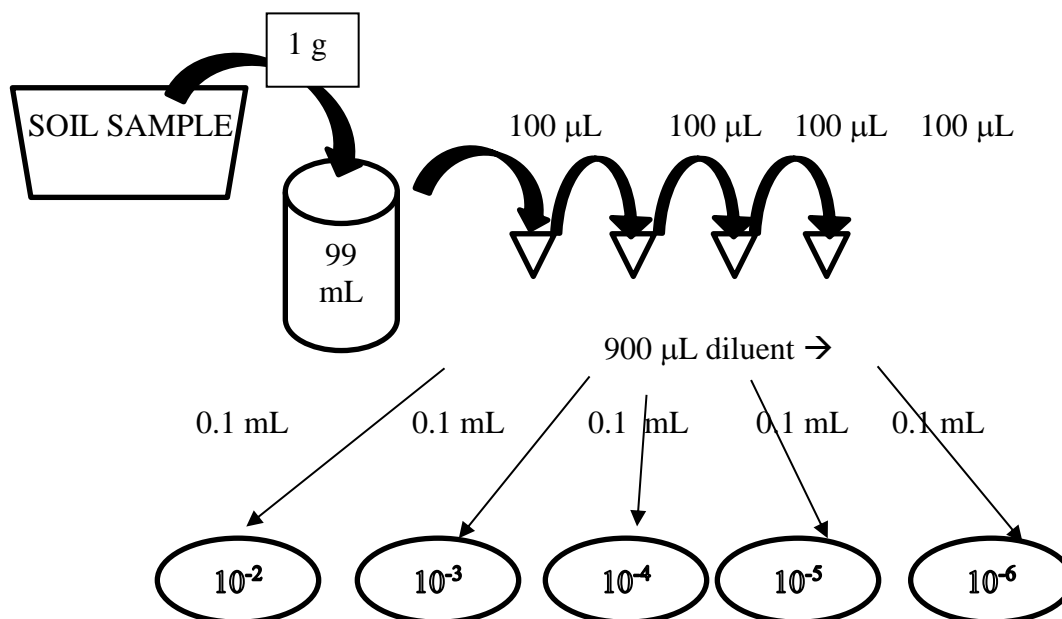 1 g
SOIL SAMPLE
100 μL 100 μL 100 μL 100 μL
99
mL
900 μL diluent →
0.1 mL 0.1 mL 0.1 mL 0.1 mL 0.1 mL
10⁻² 10⁻³ 10⁻⁴ 10⁻⁵ 10⁻⁶